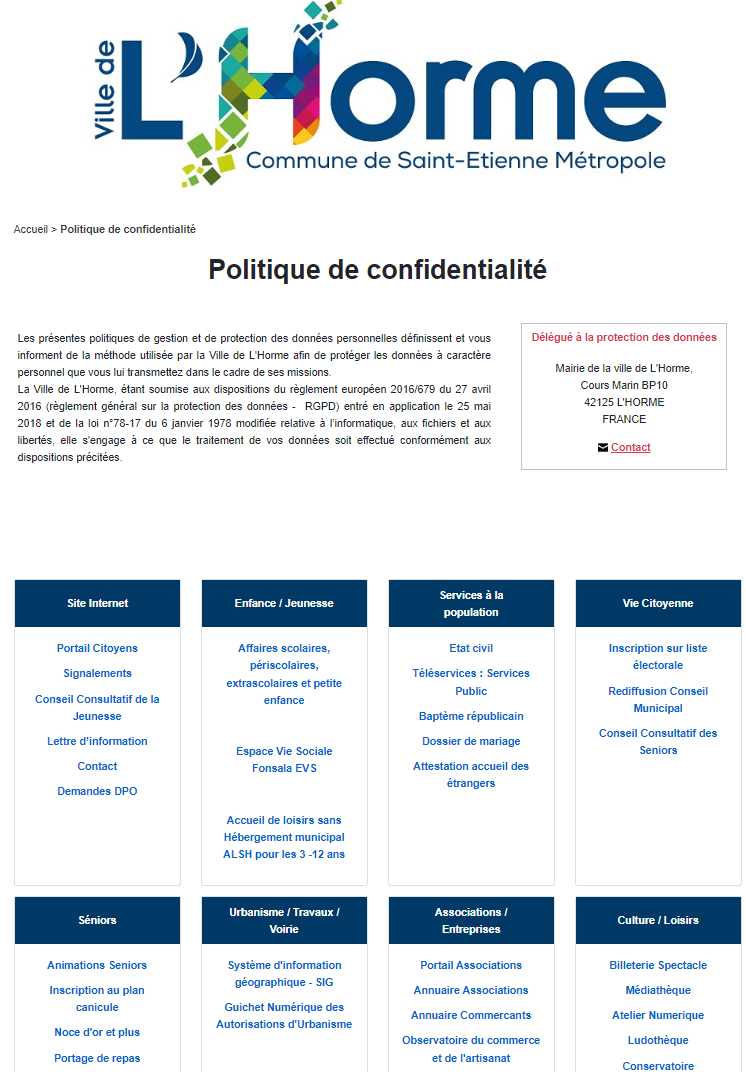 Ville de
L'Horme
Commune de Saint-Etienne Métropole
Accueil > Politique de confidentialité
Politique de confidentialité
Les présentes politiques de gestion et de protection des données personnelles définissent et vous
informent de la méthode utilisée par la Ville de L'Horme afin de protéger les données à caractère
personnel que vous lui transmettez dans le cadre de ses missions.
La Ville de L'Horme, étant soumise aux dispositions du règlement européen 2016/679 du 27 avril
2016 (règlement général sur la protection des données - RGPD) entré en application le 25 mai
2018 et de la loi n°78-17 du 6 janvier 1978 modifiée relative à l'informatique, aux fichiers et aux
libertés, elle s'engage à ce que le traitement de vos données soit effectué conformément aux
dispositions précitées.
Délégué à la protection des données
Mairie de la ville de L'Horme,
Cours Marin BP10
42125 L'HORME
FRANCE
Contact
Site Internet
Portail Citoyens
Signalements
Conseil Consultatif de la
Jeunesse
Lettre d'information
Contact
Demandes DPO
Enfance / Jeunesse
Affaires scolaires,
périscolaires,
extrascolaires et petite
enfance
Espace Vie Sociale
Fonsala EVS
Accueil de loisirs sans
Hébergement municipal
ALSH pour les 3 -12 ans
Services à la
population
Etat civil
Téléservices : Services
Public
Baptème républicain
Dossier de mariage
Attestation accueil des
étrangers
Vie Citoyenne
Inscription sur liste
électorale
Rediffusion Conseil
Municipal
Conseil Consultatif des
Seniors
Séniors
Animations Seniors
Inscription au plan
canicule
Noce d'or et plus
Portage de repas
Urbanisme / Travaux /
Voirie
Système d'information
géographique - SIG
Guichet Numérique des
Autorisations d'Urbanisme
Associations /
Entreprises
Portail Associations
Annuaire Associations
Annuaire Commercants
Observatoire du commerce
et de l'artisanat
Culture / Loisirs
Billeterie Spectacle
Médiathèque
Atelier Numerique
Ludothèque
Conservatoire